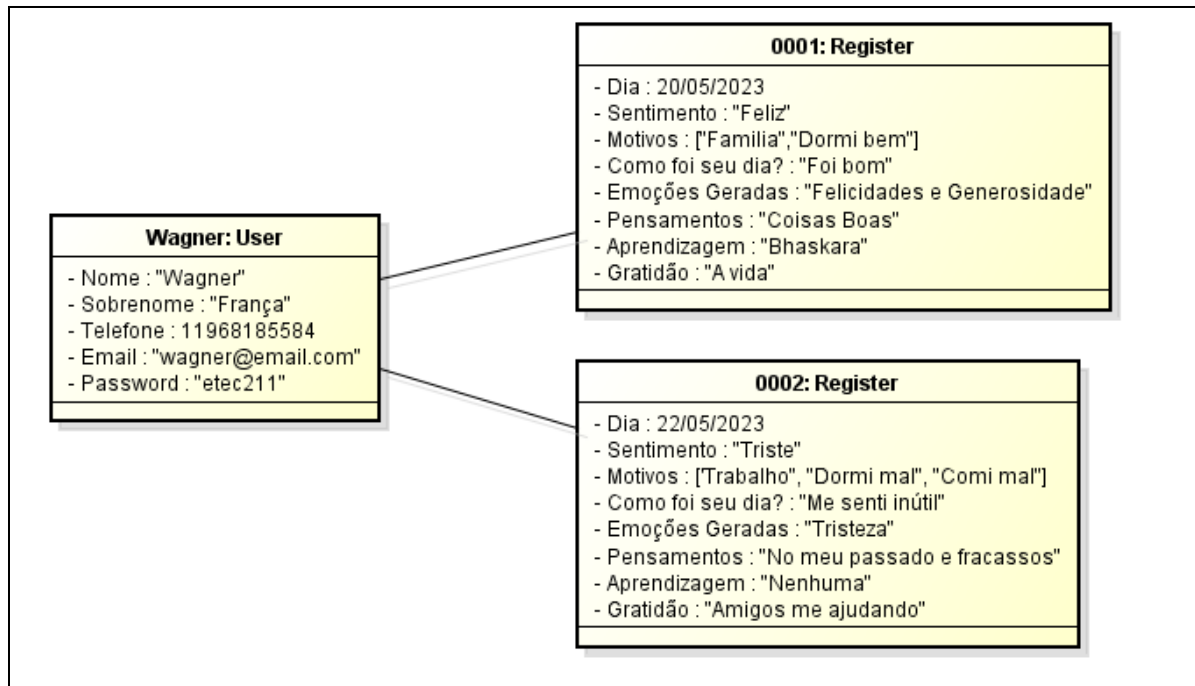 0001: Register
- Dia : 20/05/2023
- Sentimento : "Feliz"
- Motivos : ["Familia","Dormi bem"]
- Como foi seu dia? : "Foi bom"
- Emoções Geradas : "Felicidades e Generosidade"
- Pensamentos : "Coisas Boas"
- Aprendizagem : "Bhaskara"
- Gratidão : "A vida"
Wagner: User
- Nome : "Wagner"
- Sobrenome : "França"
- Telefone : 11968185584
- Email : "wagner@email.com"
- Password : "etec211"
0002: Register
- Dia : 22/05/2023
- Sentimento : "Triste"
- Motivos : ["Trabalho", "Dormi mal", "Comi mal"]
- Como foi seu dia? : "Me senti inútil"
- Emoções Geradas : "Tristeza"
- Pensamentos : "No meu passado e fracassos"
- Aprendizagem : "Nenhuma"
- Gratidão : "Amigos me ajudando"